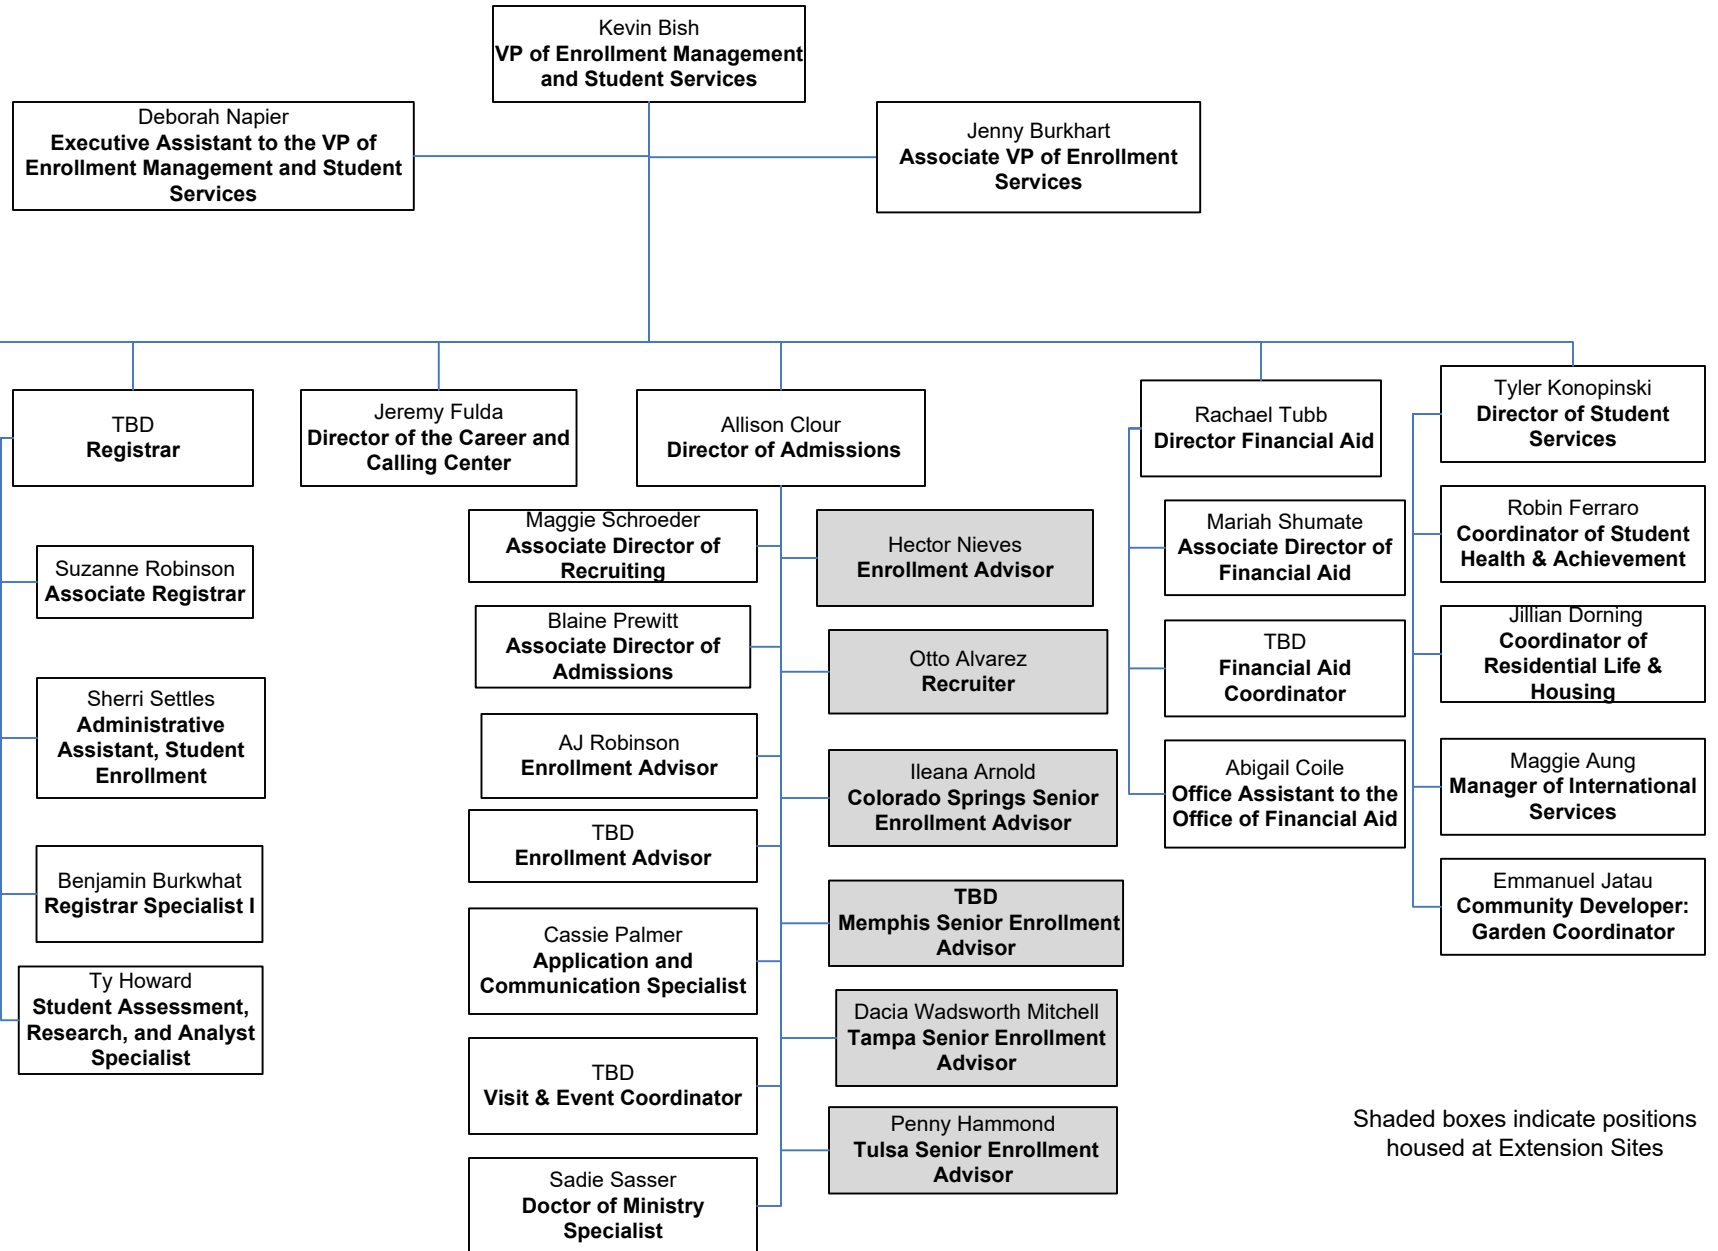 Kevin Bish
VP of Enrollment Management
and Student Services
Deborah Napier
Executive Assistant to the VP of
Enrollment Management and Student
Services
Jenny Burkhart
Associate VP of Enrollment
Services
TBD
Registrar
Suzanne Robinson
Associate Registrar
Sherri Settles
Administrative
Assistant, Student
Enrollment
Benjamin Burkwhat
Registrar Specialist I
Ty Howard
Student Assessment,
Research, and Analyst
Specialist
Jeremy Fulda
Director of the Career and
Calling Center
Allison Clour
Director of Admissions
Maggie Schroeder
Associate Director of
Recruiting
Blaine Prewitt
Associate Director of
Admissions
AJ Robinson
Enrollment Advisor
TBD
Enrollment Advisor
Cassie Palmer
Application and
Communication Specialist
TBD
Visit & Event Coordinator
Sadie Sasser
Doctor of Ministry
Specialist
Hector Nieves
Enrollment Advisor
Otto Alvarez
Recruiter
Ileana Arnold
Colorado Springs Senior
Enrollment Advisor
TBD
Memphis Senior Enrollment
Advisor
Dacia Wadsworth Mitchell
Tampa Senior Enrollment
Advisor
Penny Hammond
Tulsa Senior Enrollment
Advisor
Rachael Tubb
Director Financial Aid
Mariah Shumate
Associate Director of
Financial Aid
TBD
Financial Aid
Coordinator
Abigail Coile
Office Assistant to the
Office of Financial Aid
Tyler Konopinski
Director of Student
Services
Robin Ferraro
Coordinator of Student
Health & Achievement
Jillian Dorning
Coordinator of
Residential Life &
Housing
Maggie Aung
Manager of International
Services
Emmanuel Jatau
Community Developer:
Garden Coordinator
Shaded boxes indicate positions
housed at Extension Sites